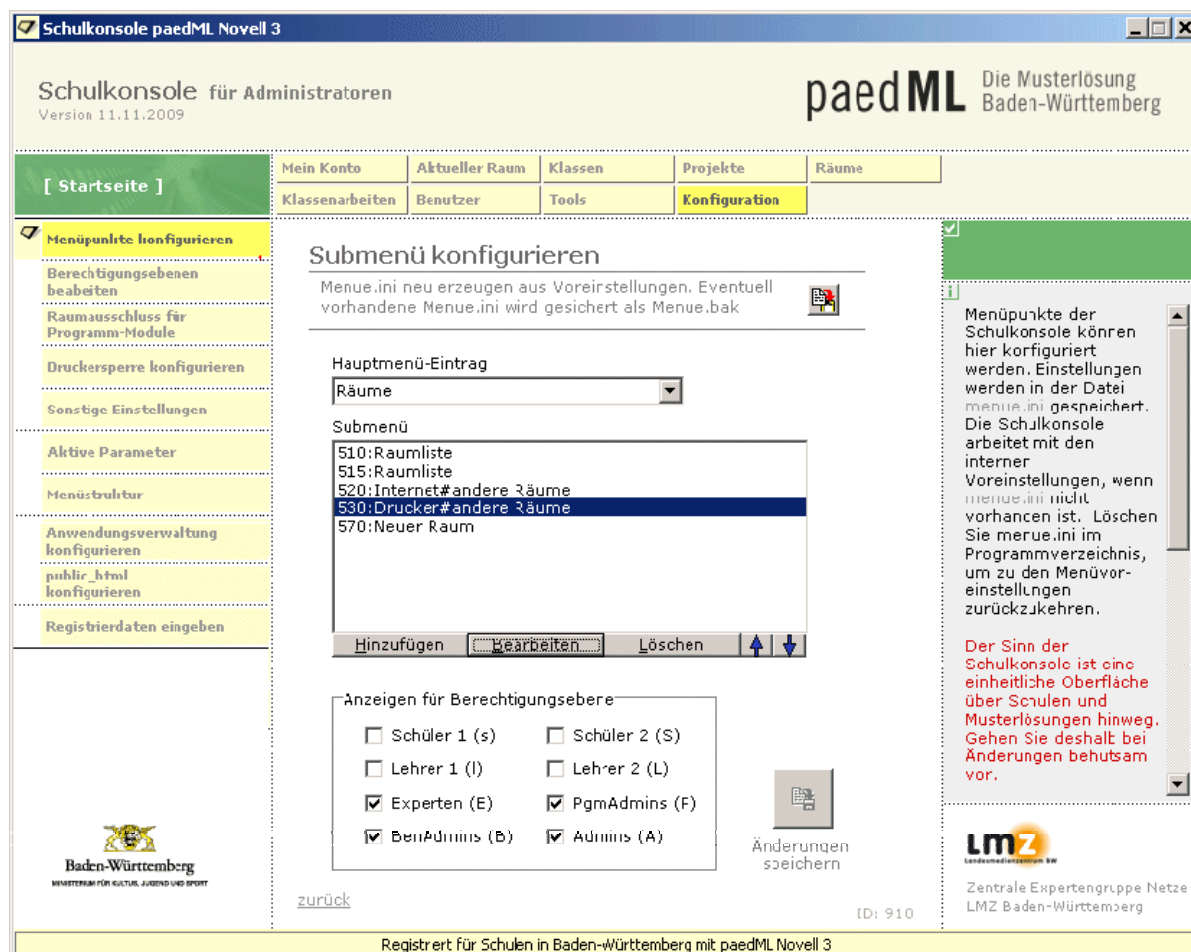 Schulkonsole paedML Novell 3
Schulkonsole für Administratoren
Version 11.11.2009
paedML Die Musterlösung
Baden-Württemberg
[ Startseite ]
Mein Konto
Aktueller Raum
Klassen
Projekte
Räume
Klassenarbeiten
Benutzer
Tools
Konfiguration
Menüpunkte konfigurieren
Berechtigungsebenen
beabeiten
Raumausschluss für
Programm-Module
Druckersperre konfigurieren
Sonstige Einstellungen
Aktive Parameter
Menüstruktur
Anwendungsverwaltung
konfigurieren
public_html
konfigurieren
Registrierdaten eingeben
Baden-Württemberg
MINISTERIUM FÜR KULTUS, JUGEND UND SPORT
Submenü konfigurieren
Menue.ini neu erzeugen aus Voreinstellungen. Eventuell
vorhandene Menue.ini wird gesichert als Menue.bak
Hauptmenü-Eintrag
Räume
Submenü
510:Raumliste
515:Raumliste
520:Internet#andere Räume
530:Drucker#andere Räume
570:Neuer Raum
Hinzufügen
Bearbeiten
Löschen
Anzeigen für Berechtigungsebene
Schüler 1 (s)
Schüler 2 (S)
Lehrer 1 (l)
Lehrer 2 (L)
Experten (E)
PgmAdmins (F)
BenAdmins (B)
Admins (A)
Änderungen
speichern
zurück
ID: 910
Menüpunkte der
Schulkonsole können
hier konfiguriert
werden. Einstellungen
werden in der Datei
menue.ini gespeichert.
Die Schulkonsole
arbeitet mit den
internen
Voreinstellungen, wenn
menue.ini nicht
vorhanden ist. Löschen
Sie menue.ini im
Programmverzeichnis,
um zu den Menüvor-
einstellungen
zurückzukehren.
Der Sinn der
Schulkonsole ist eine
einheitliche Oberfläche
über Schulen und
Musterlösungen hinweg.
Gehen Sie deshalb bei
Änderungen behutsam
vor.
LMZ
Landesmedienzentrum BW
Zentrale Expertengruppe Netze
LMZ Baden-Württemberg
Registriert für Schulen in Baden-Württemberg mit paedML Novell 3